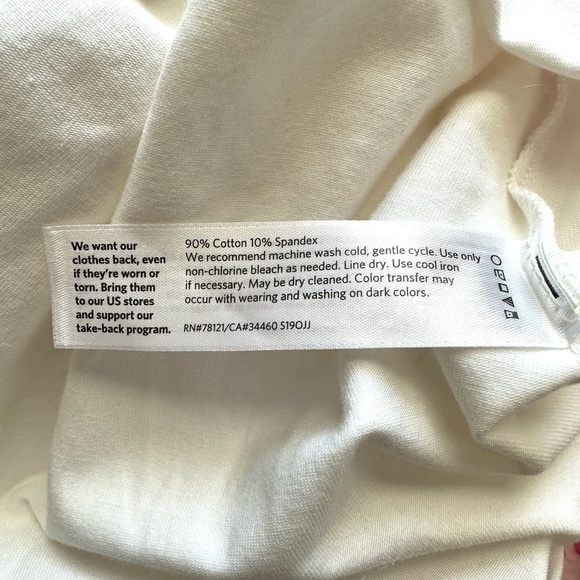 We want our
clothes back, even
if they're worn or
torn. Bring them
to our US stores
and support our
take-back program.
90% Cotton 10% Spandex
We recommend machine wash cold, gentle cycle. Use only
non-chlorine bleach as needed. Line dry. Use cool iron
if necessary. May be dry cleaned. Color transfer may
occur with wearing and washing on dark colors.
RN#78121/CA#34460 S19OJJ